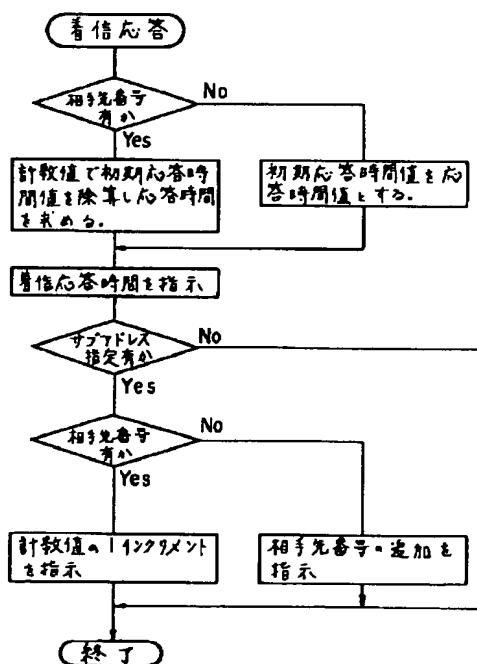 着信応答
相手先番号
有か
No
Yes
計数値で初期応答時
間値を除算し応答時間
を求める。
初期応答時間値を応
答時間値とする.
着信応答時間を指示
サブアドレス
指定有か
No
Yes
相手先番号
有か
No
Yes
計数値の1インクリメント
を指示
相手先番号の追加を
指示
終了